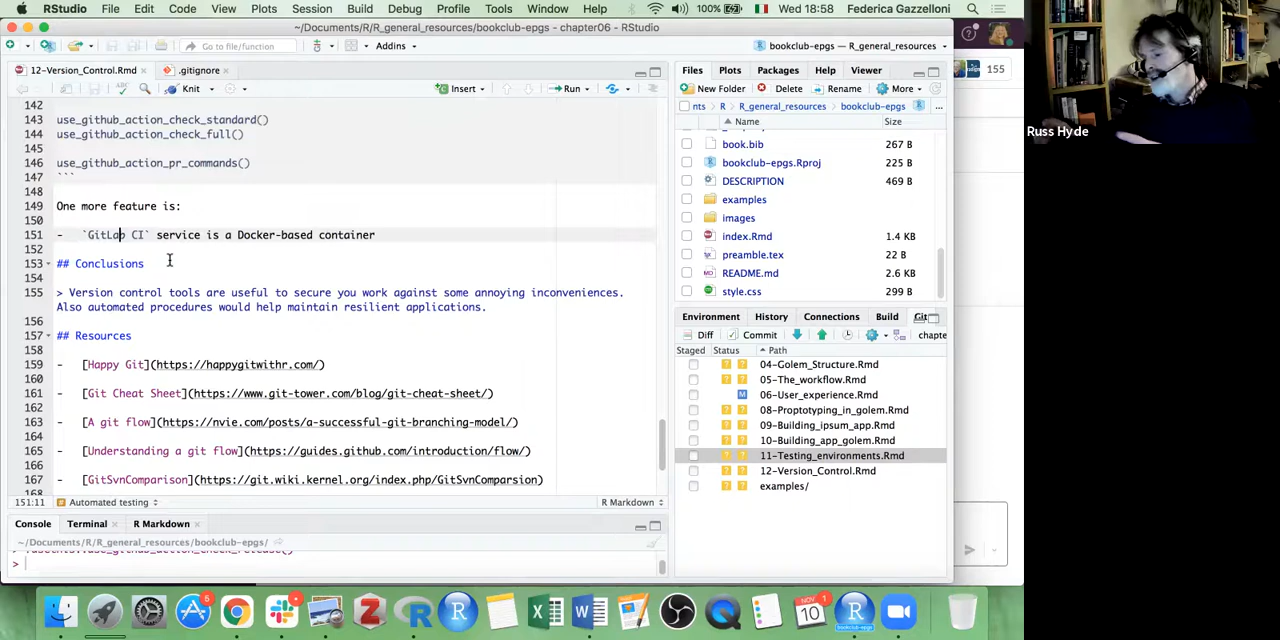 RStudio File Edit Code View Plots Session Build Debug Profile Tools Window Help 100% Wed 18:58 Federica Gazzelloni
~/Documents/R/R_general_resources/bookclub-epgs - chapter06 - RStudio
Go to file/function Addins bookclub-epgs — R_general_resources
12-Version_Control.Rmd .gitignore
Knit Insert Run
142
143 use_github_action_check_standard()
144 use_github_action_check_full()
145
146 use_github_action_pr_commands()
147 ```
148
149 One more feature is:
150
151 - `GitLap CI` service is a Docker-based container
152
153 ## Conclusions
154
155 > Version control tools are useful to secure you work against some annoying inconveniences.
Also automated procedures would help maintain resilient applications.
156
157 ## Resources
158
159 - [Happy Git](https://happygitwithr.com/)
160
161 - [Git Cheat Sheet](https://www.git-tower.com/blog/git-cheat-sheet/)
162
163 - [A git flow](https://nvie.com/posts/a-successful-git-branching-model/)
164
165 - [Understanding a git flow](https://guides.github.com/introduction/flow/)
166
167 - [GitSvnComparison](https://git.wiki.kernel.org/index.php/GitSvnComparsion)
168
151:11 Automated testing R Markdown
Console Terminal R Markdown
~/Documents/R/R_general_resources/bookclub-epgs/
>
Files Plots Packages Help Viewer
New Folder Delete Rename More
nts R R_general_resources bookclub-epgs ...
Name Size
book.bib 267 B
bookclub-epgs.Rproj 225 B
DESCRIPTION 469 B
examples
images
index.Rmd 1.4 KB
preamble.tex 22 B
README.md 2.6 KB
style.css 299 B
Environment History Connections Build Git
Diff Commit chapte
Staged Status Path
? ? 04-Golem_Structure.Rmd
? ? 05-The_workflow.Rmd
M 06-User_experience.Rmd
? ? 08-Proptotyping_in_golem.Rmd
? ? 09-Building_ipsum_app.Rmd
? ? 10-Building_app_golem.Rmd
? ? 11-Testing_environments.Rmd
? ? 12-Version_Control.Rmd
? ? examples/
155
Russ Hyde
6
NOV
10
1
bookclub-epgs